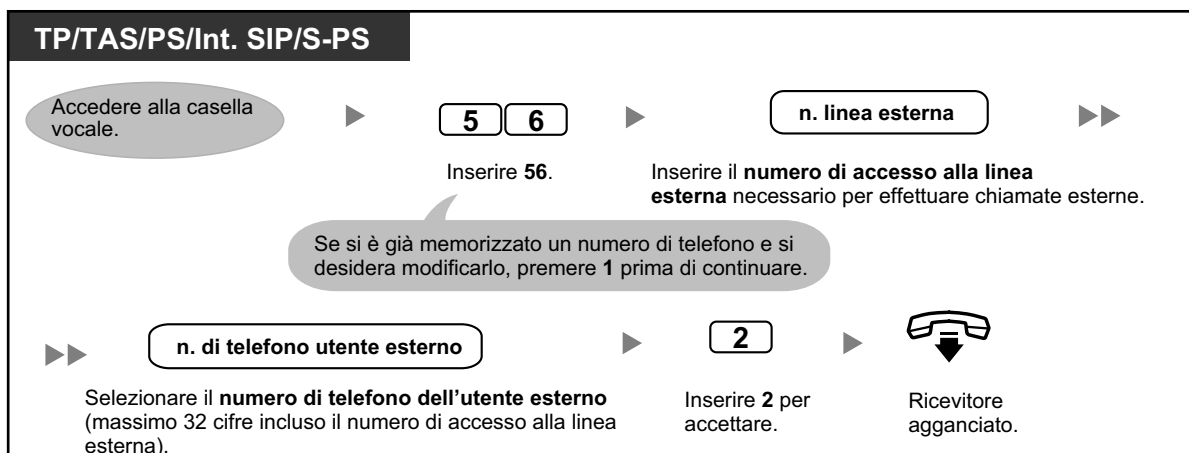 TP/TAS/PS/Int. SIP/S-PS
Accedere alla casella
vocale.
5 6
n. linea esterna
Inserire 56.
Inserire il numero di accesso alla linea
esterna necessario per effettuare chiamate esterne.
Se si è già memorizzato un numero di telefono e si
desidera modificarlo, premere 1 prima di continuare.
n. di telefono utente esterno
2
Selezionare il numero di telefono dell'utente esterno
(massimo 32 cifre incluso il numero di accesso alla linea
esterna).
Inserire 2 per
accettare.
Ricevitore
agganciato.